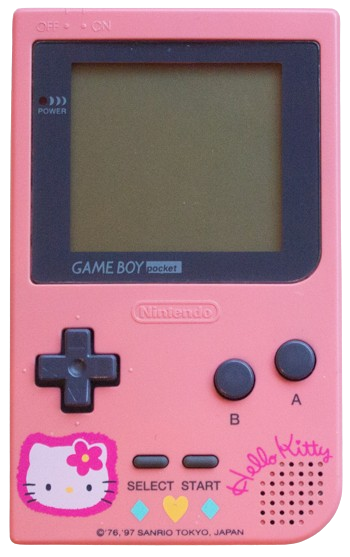 OFF • • ON
POWER
GAME BOY pocket
Nintendo
B
A
SELECT START
Hello Kitty
©'76,'97 SANRIO TOKYO, JAPAN